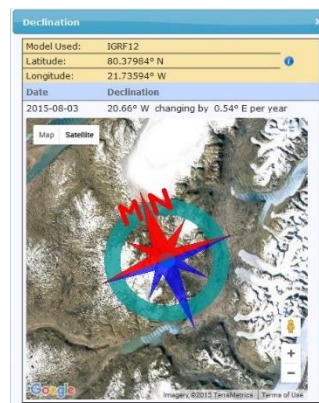 Declination
Model Used: IGRF12
Latitude: 80.37984° N
Longitude: 21.73594° W
Date Declination
2015-08-03 20.66° W changing by 0.54° E per year
Map Satellite
M N
+
−
Google
Imagery ©2015 TerraMetrics Terms of Use